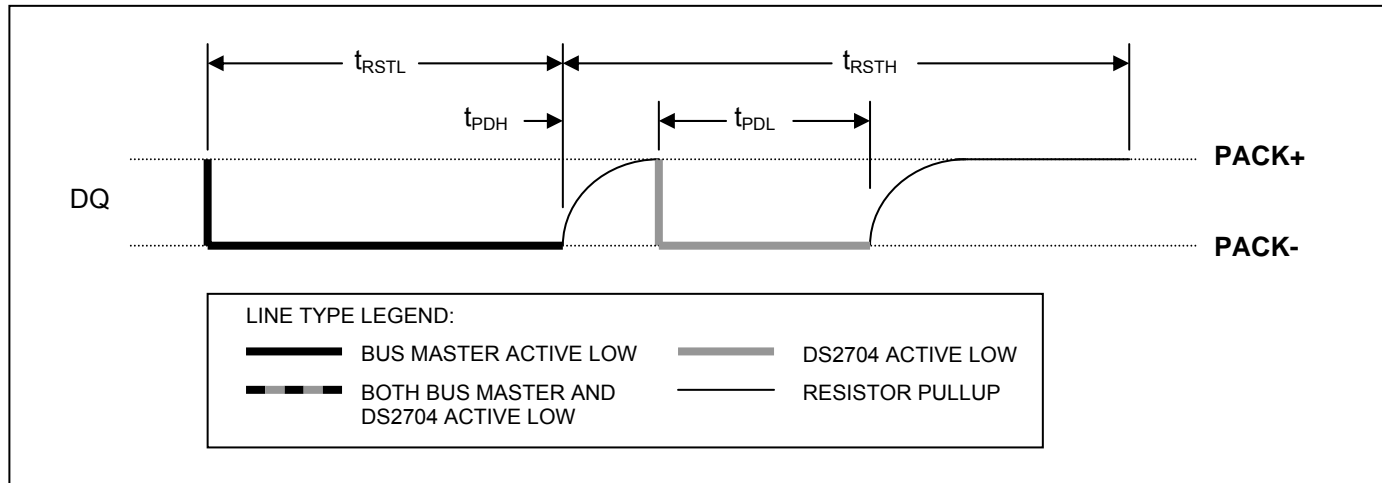 tRSTL
tRSTH
tPDH
tPDL
PACK+
DQ
PACK-
LINE TYPE LEGEND:
BUS MASTER ACTIVE LOW
DS2704 ACTIVE LOW
BOTH BUS MASTER AND
DS2704 ACTIVE LOW
RESISTOR PULLUP